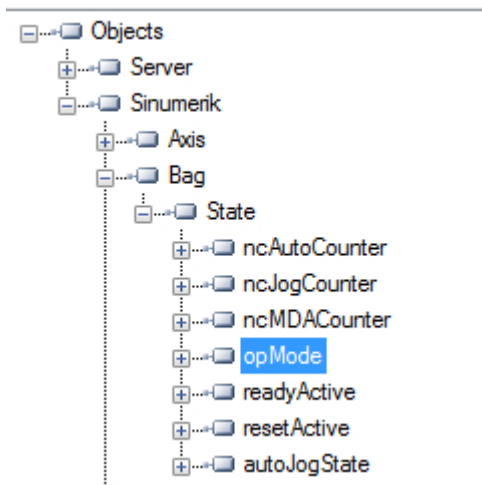 Objects
Server
Sinumerik
Axis
Bag
State
ncAutoCounter
ncJogCounter
ncMDACounter
opMode
readyActive
resetActive
autoJogState